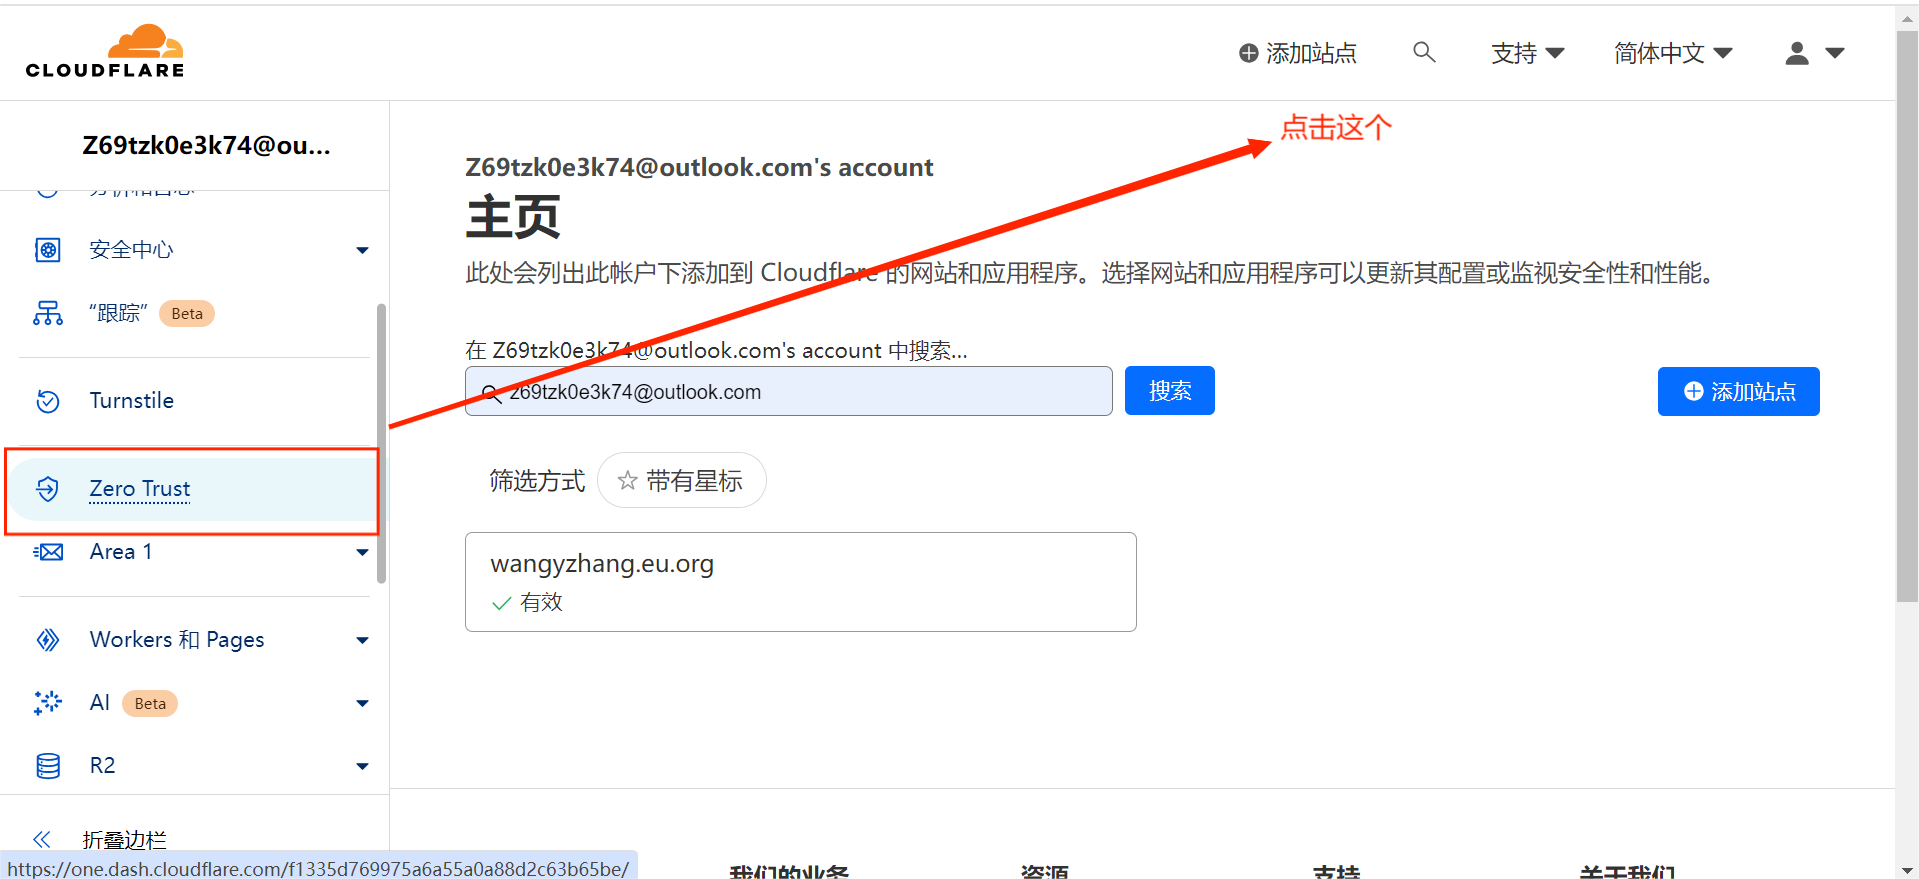 CLOUDFLARE
添加站点
支持
简体中文
Z69tzk0e3k74@ou...
点击这个
分析和日志
安全中心
“跟踪” Beta
Turnstile
Zero Trust
Area 1
Workers 和 Pages
AI Beta
R2
折叠边栏
https://one.dash.cloudflare.com/f1335d769975a6a55a0a88d2c63b65be/
Z69tzk0e3k74@outlook.com's account
主页
此处会列出此帐户下添加到 Cloudflare 的网站和应用程序。选择网站和应用程序可以更新其配置或监视安全性和性能。
在 Z69tzk0e3k74@outlook.com's account 中搜索...
z69tzk0e3k74@outlook.com
搜索
添加站点
筛选方式
带有星标
wangyzhang.eu.org
有效
我们的业务
资源
支持
关于我们